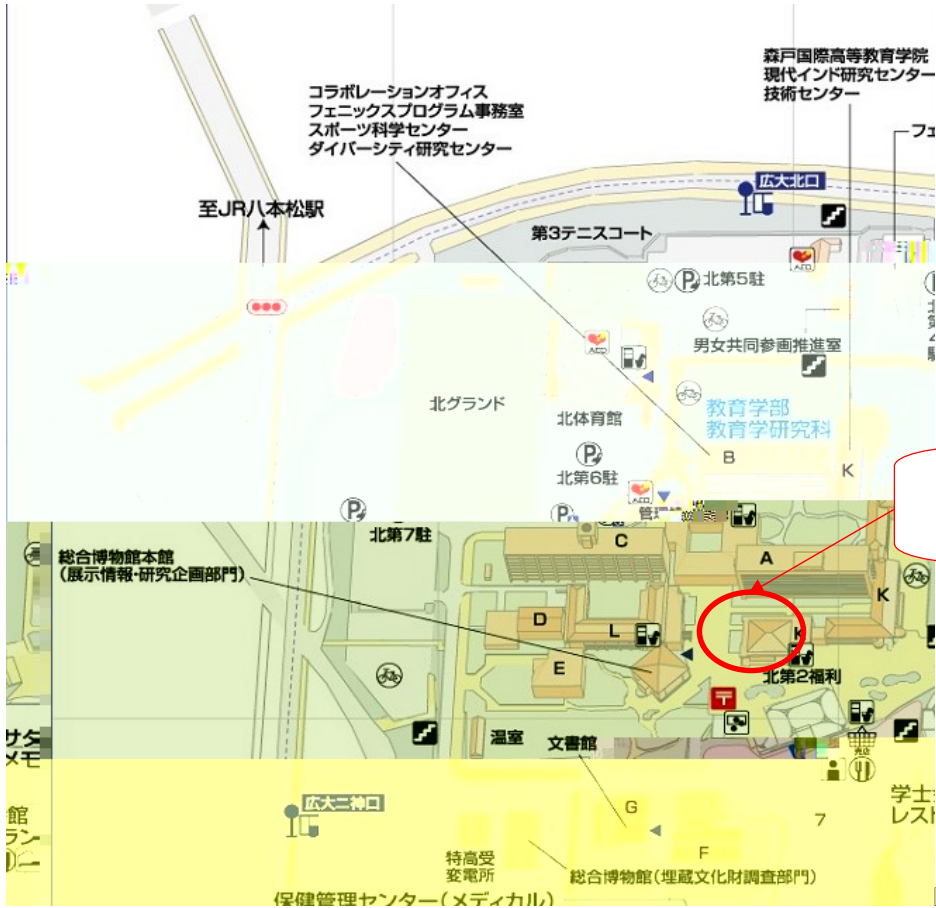 森戸国際高等教育学院
現代インド研究センター
技術センター
コラボレーションオフィス
フェニックスプログラム事務室
スポーツ科学センター
ダイバーシティ研究センター
広大北口
至JR八本松駅
第3テニスコート
AED
P
北第5駐
男女共同参画推進室
AED
北グランド
北体育館
教育学部
教育学研究科
P
北第6駐
B
K
AED
P
P
北第7駐
総合博物館本館
(展示情報・研究企画部門)
C
A
K
D
L
K
E
北第2福利
〒
温室
文書館
売店
広大二神口
G
7
F
特高受
変電所
総合博物館(埋蔵文化財調査部門)
保健管理センター(メディカル)